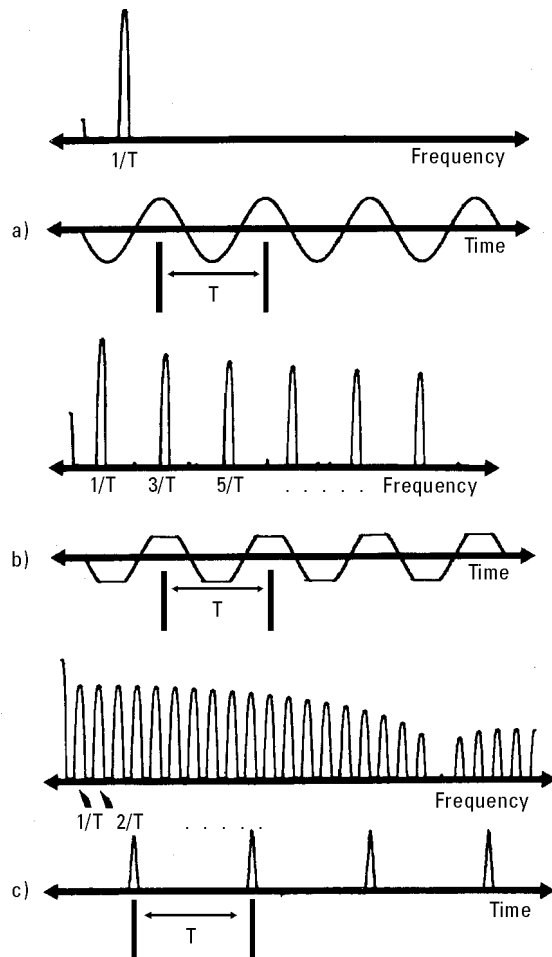 1/T
Frequency
a)
Time
T
1/T 3/T 5/T . . . . . Frequency
b)
Time
T
Frequency
1/T 2/T . . . . . .
c)
Time
T